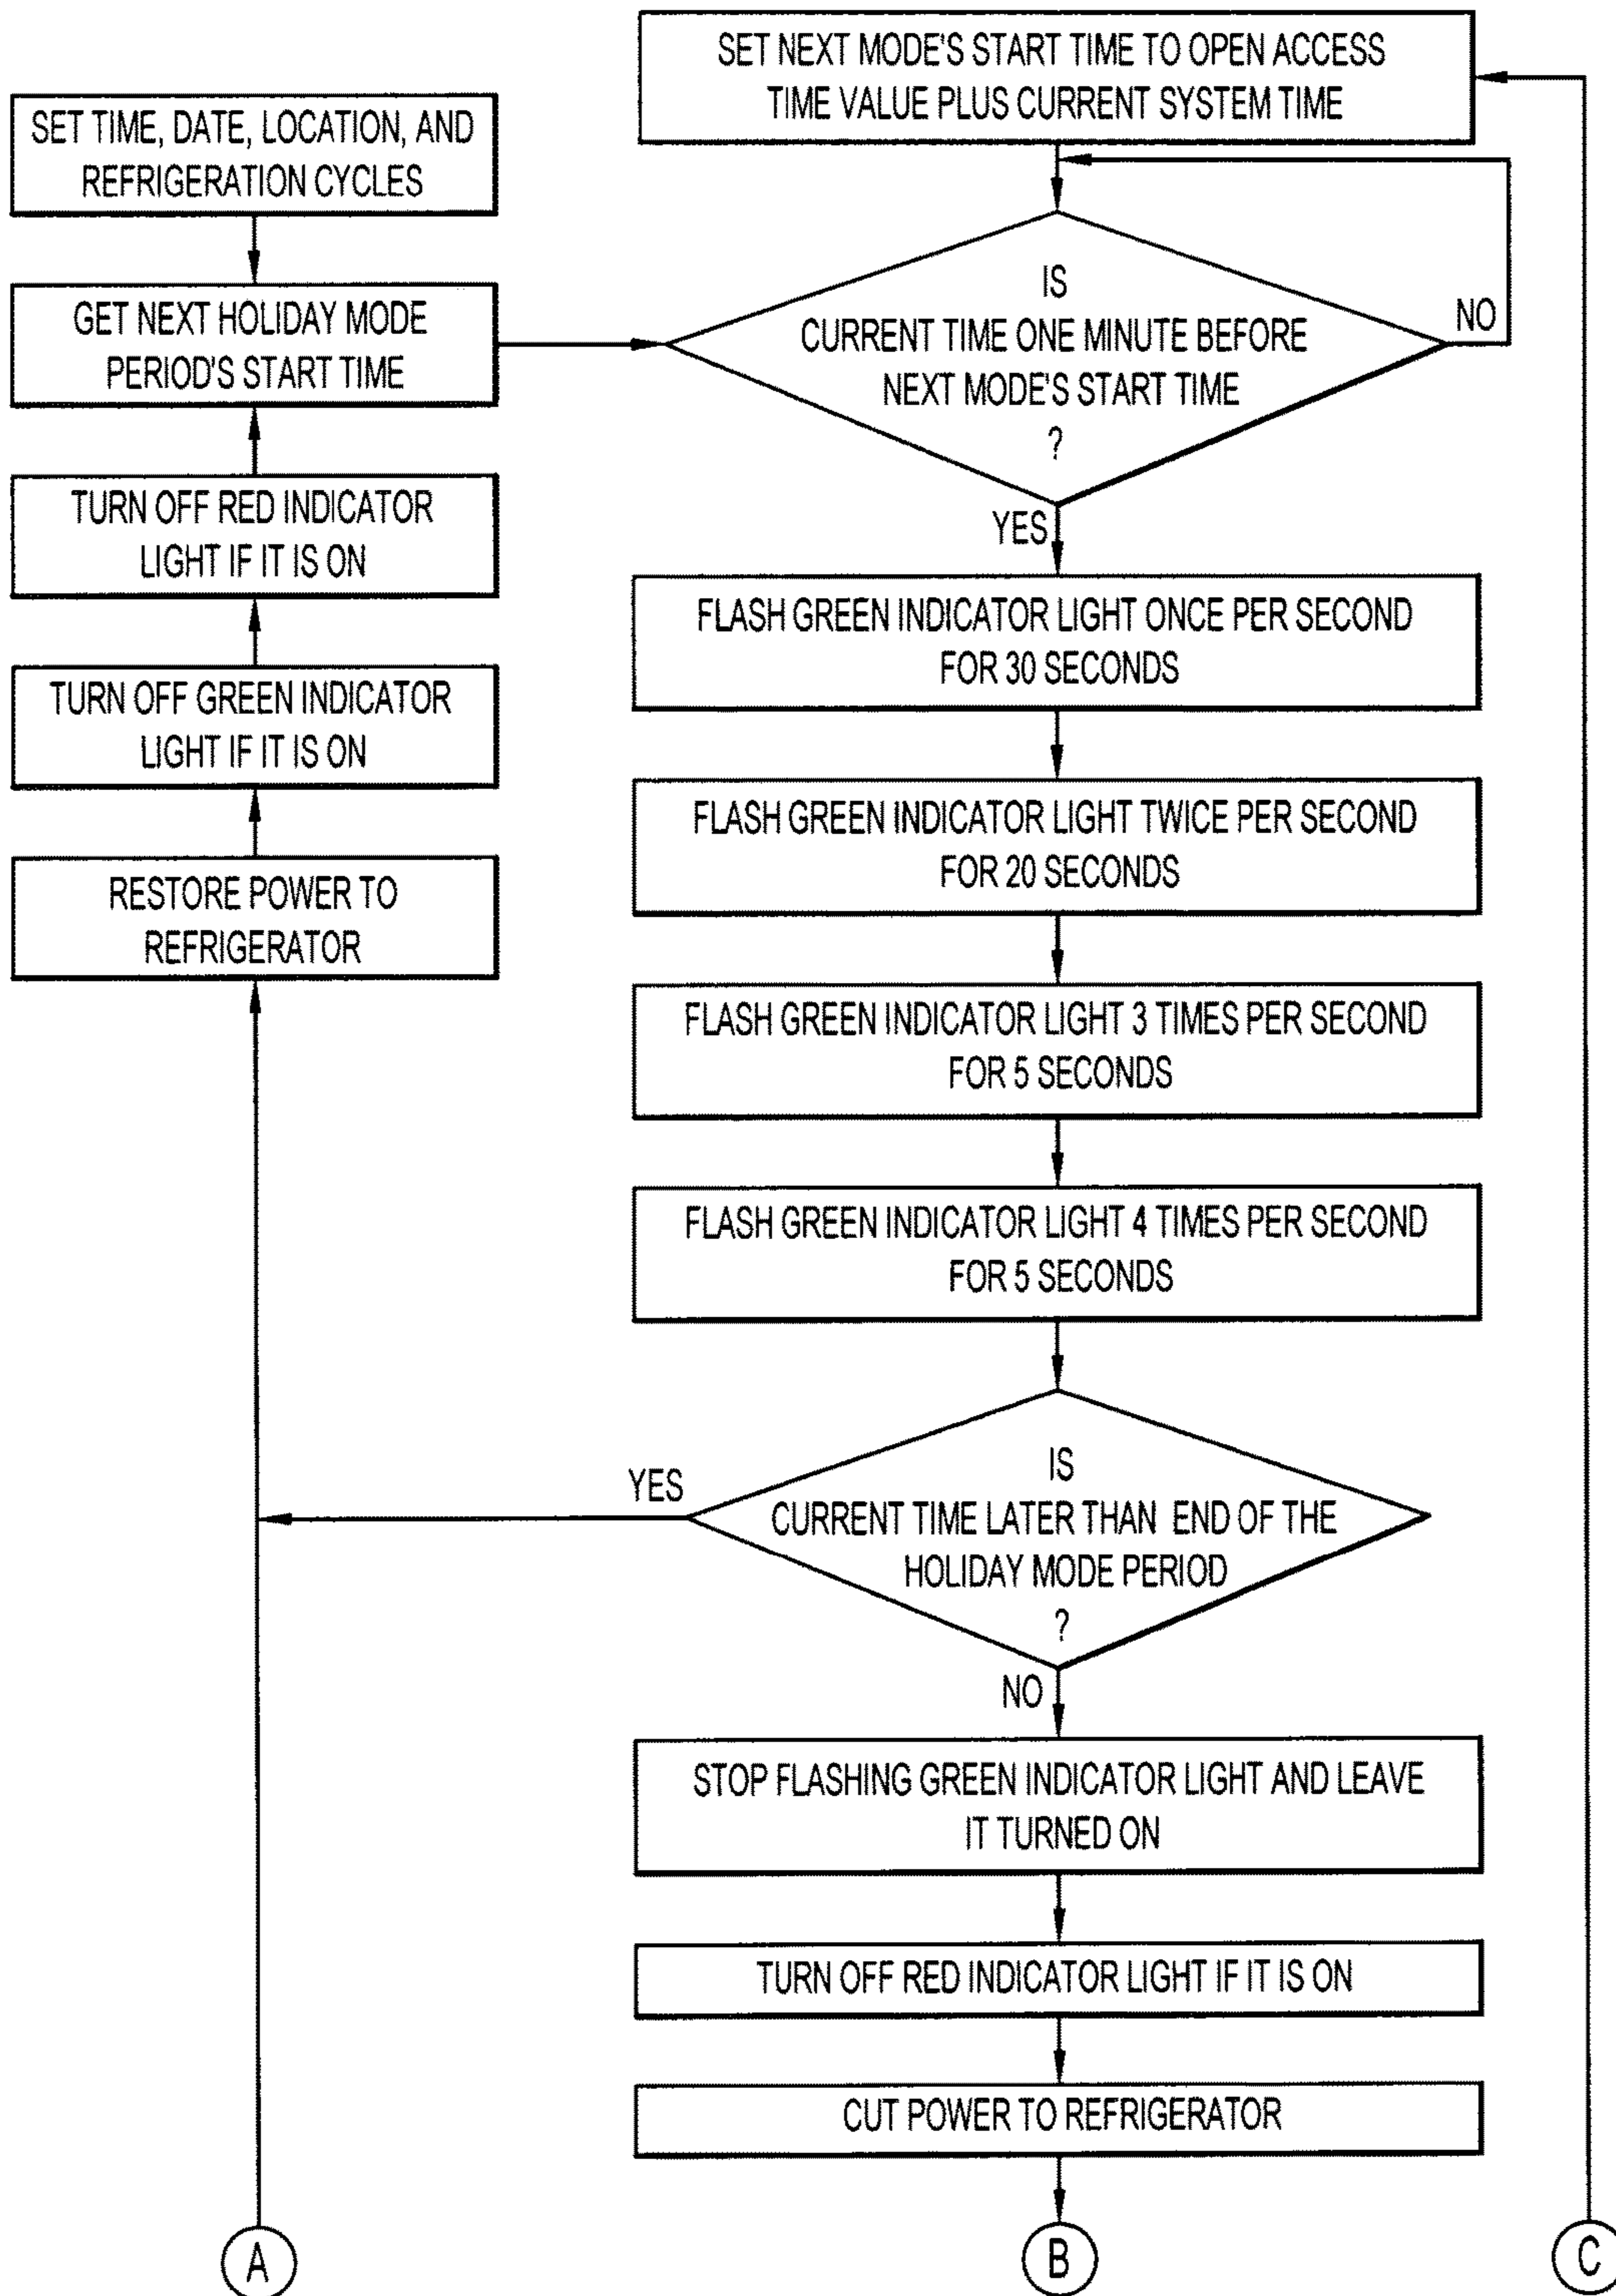 SET NEXT MODE'S START TIME TO OPEN ACCESS
TIME VALUE PLUS CURRENT SYSTEM TIME
SET TIME, DATE, LOCATION, AND
REFRIGERATION CYCLES
GET NEXT HOLIDAY MODE
PERIOD'S START TIME
IS
CURRENT TIME ONE MINUTE BEFORE
NEXT MODE'S START TIME
?
NO
YES
TURN OFF RED INDICATOR
LIGHT IF IT IS ON
TURN OFF GREEN INDICATOR
LIGHT IF IT IS ON
RESTORE POWER TO
REFRIGERATOR
FLASH GREEN INDICATOR LIGHT ONCE PER SECOND
FOR 30 SECONDS
FLASH GREEN INDICATOR LIGHT TWICE PER SECOND
FOR 20 SECONDS
FLASH GREEN INDICATOR LIGHT 3 TIMES PER SECOND
FOR 5 SECONDS
FLASH GREEN INDICATOR LIGHT 4 TIMES PER SECOND
FOR 5 SECONDS
IS
CURRENT TIME LATER THAN END OF THE
HOLIDAY MODE PERIOD
?
YES
NO
STOP FLASHING GREEN INDICATOR LIGHT AND LEAVE
IT TURNED ON
TURN OFF RED INDICATOR LIGHT IF IT IS ON
CUT POWER TO REFRIGERATOR
A
B
C